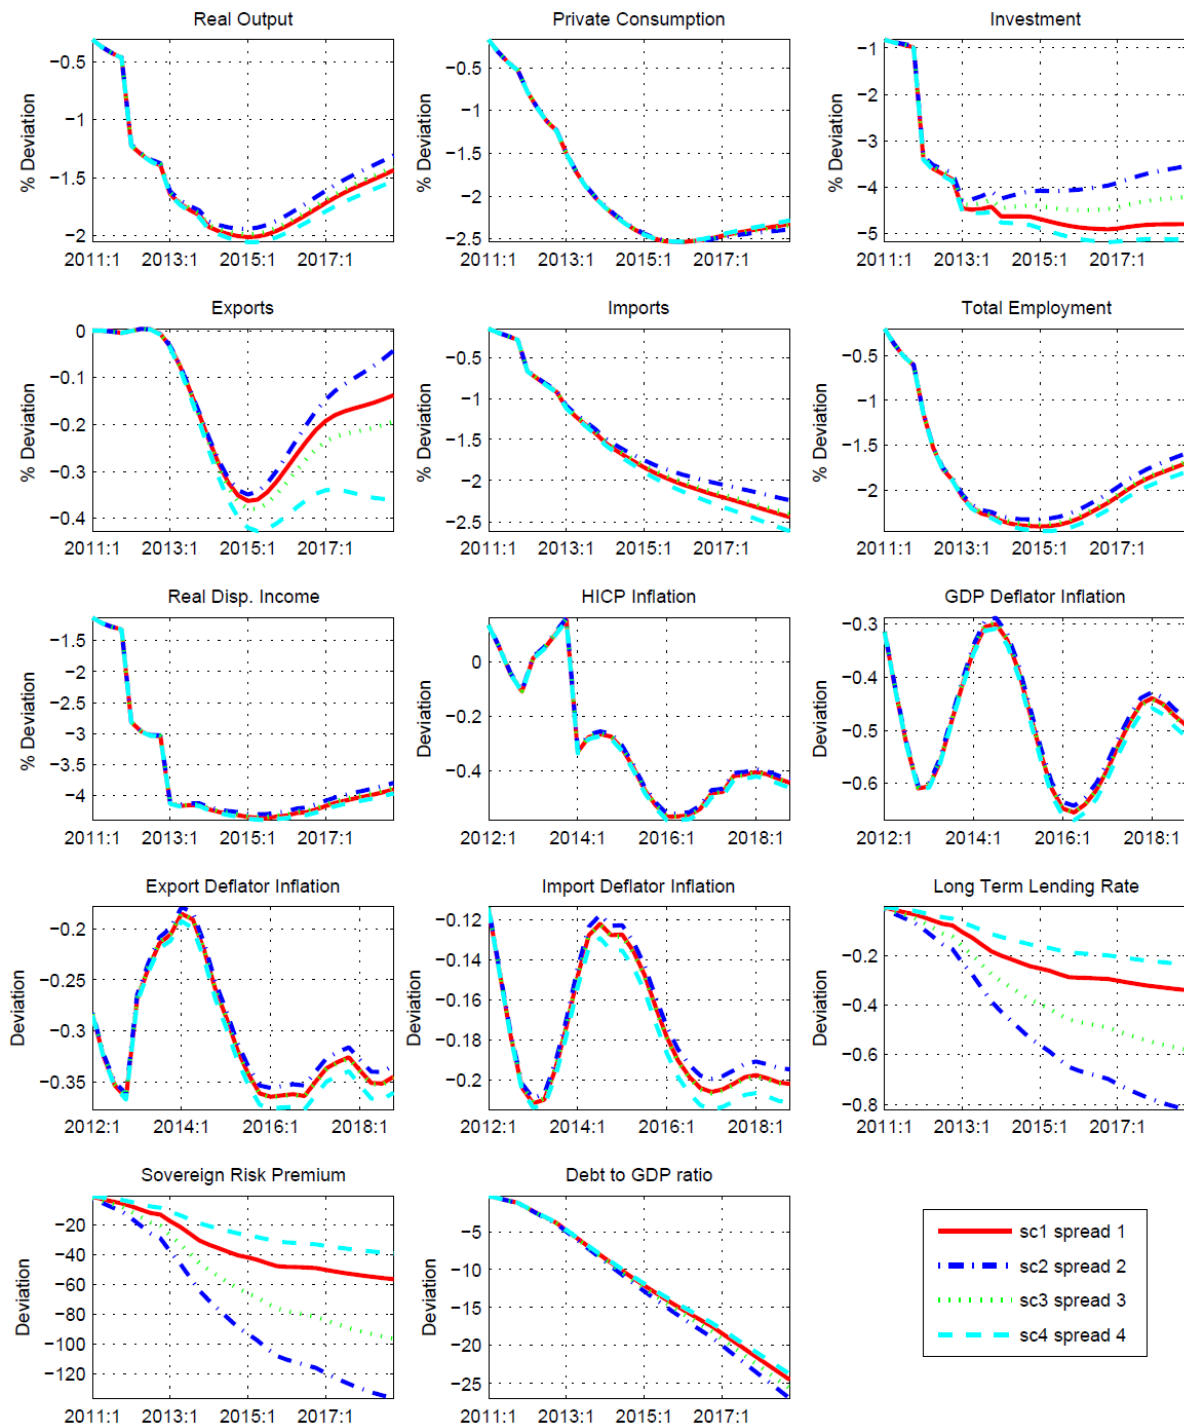 Real Output
Private Consumption
Investment
% Deviation
−0.5
−1
−1.5
−2
2011:1 2013:1 2015:1 2017:1
−0.5
−1
−1.5
−2
−2.5
2011:1 2013:1 2015:1 2017:1
% Deviation
% Deviation
−1
−2
−3
−4
−5
2011:1 2013:1 2015:1 2017:1
Exports
Imports
Total Employment
% Deviation
0
−0.1
−0.2
−0.3
−0.4
2011:1 2013:1 2015:1 2017:1
% Deviation
−0.5
−1
−1.5
−2
−2.5
2011:1 2013:1 2015:1 2017:1
% Deviation
−0.5
−1
−1.5
−2
2011:1 2013:1 2015:1 2017:1
Real Disp. Income
HICP Inflation
GDP Deflator Inflation
% Deviation
−1.5
−2
−2.5
−3
−3.5
−4
2011:1 2013:1 2015:1 2017:1
Deviation
0
−0.2
−0.4
2012:1 2014:1 2016:1 2018:1
Deviation
−0.3
−0.4
−0.5
−0.6
2012:1 2014:1 2016:1 2018:1
Export Deflator Inflation
Import Deflator Inflation
Long Term Lending Rate
Deviation
−0.2
−0.25
−0.3
−0.35
2012:1 2014:1 2016:1 2018:1
Deviation
−0.12
−0.14
−0.16
−0.18
−0.2
2012:1 2014:1 2016:1 2018:1
Deviation
−0.2
−0.4
−0.6
−0.8
2011:1 2013:1 2015:1 2017:1
Sovereign Risk Premium
Debt to GDP ratio
Deviation
−20
−40
−60
−80
−100
−120
2011:1 2013:1 2015:1 2017:1
Deviation
−5
−10
−15
−20
−25
2011:1 2013:1 2015:1 2017:1
sc1 spread 1
sc2 spread 2
sc3 spread 3
sc4 spread 4